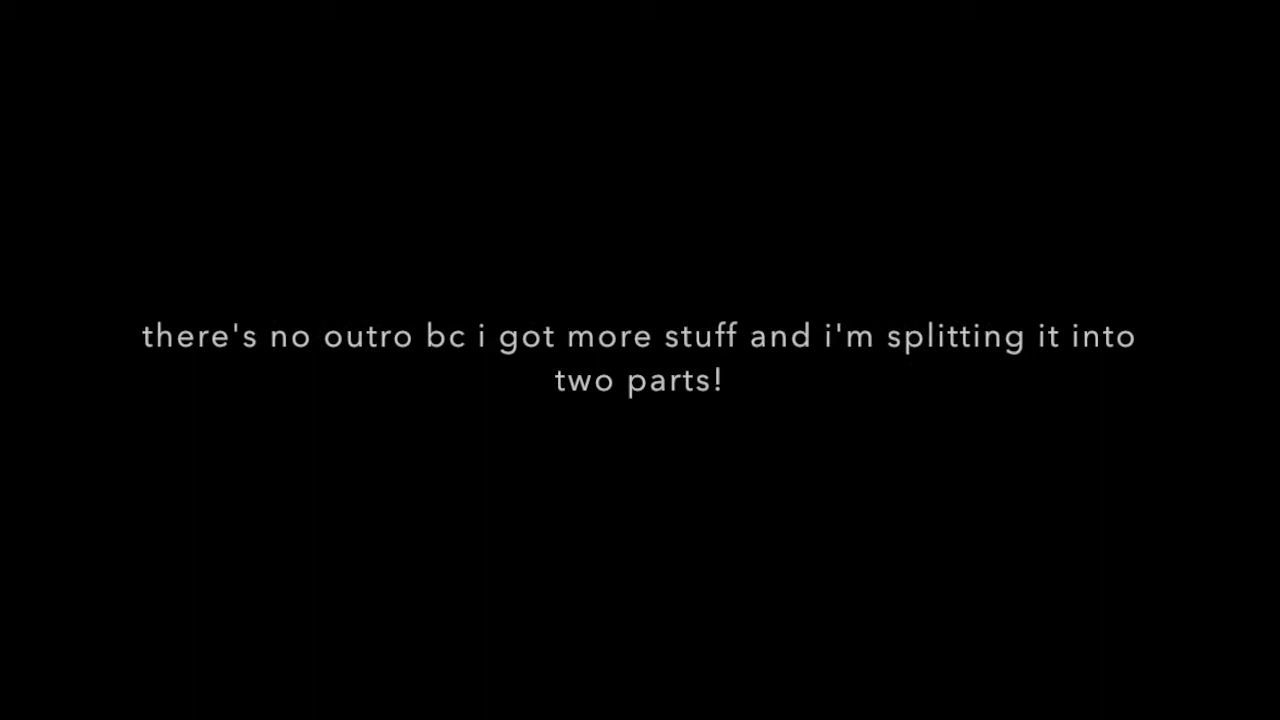 there's no outro bc i got more stuff and i'm splitting it into
two parts!